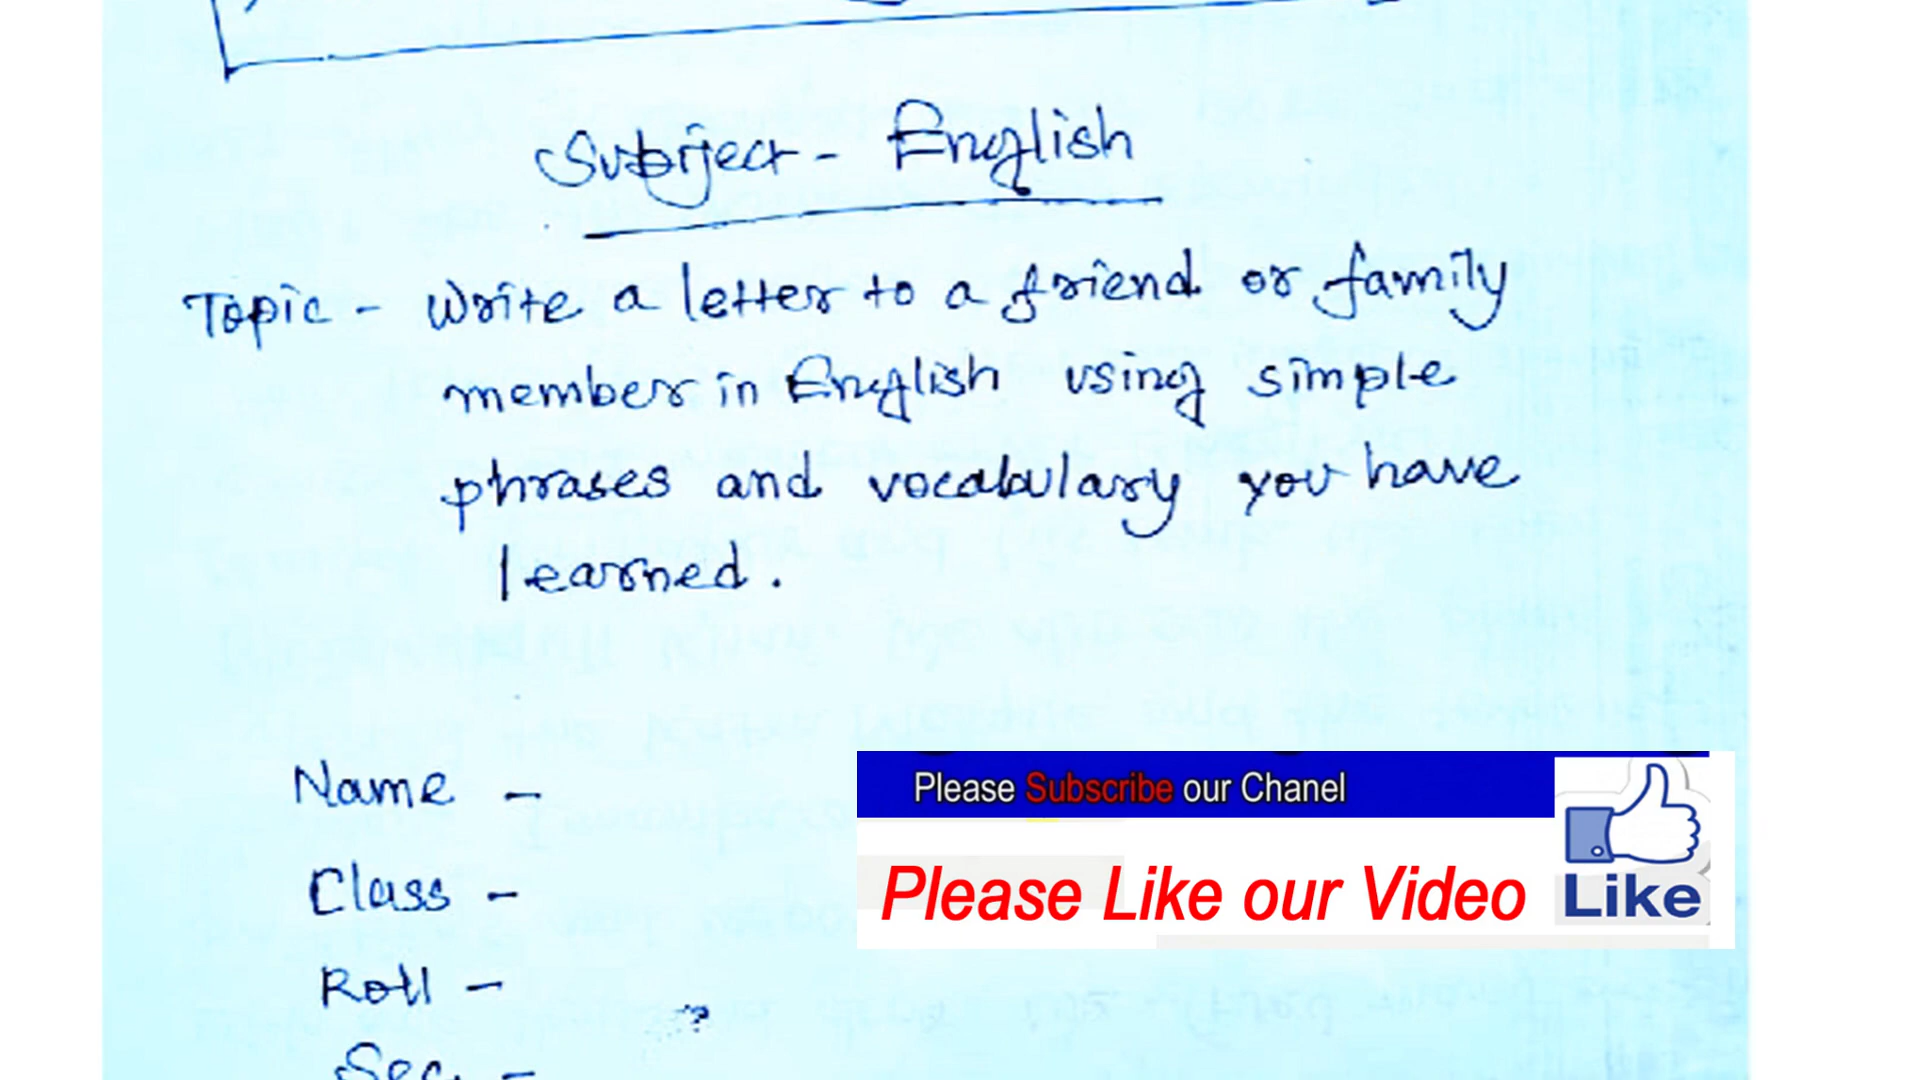 Subject - English
Topic - Write a letter to a friend or family
member in English using simple
phrases and vocabulary you have
learned.
Name -
Class -
Roll -
Sec. -
Please Subscribe our Chanel
Please Like our Video
Like